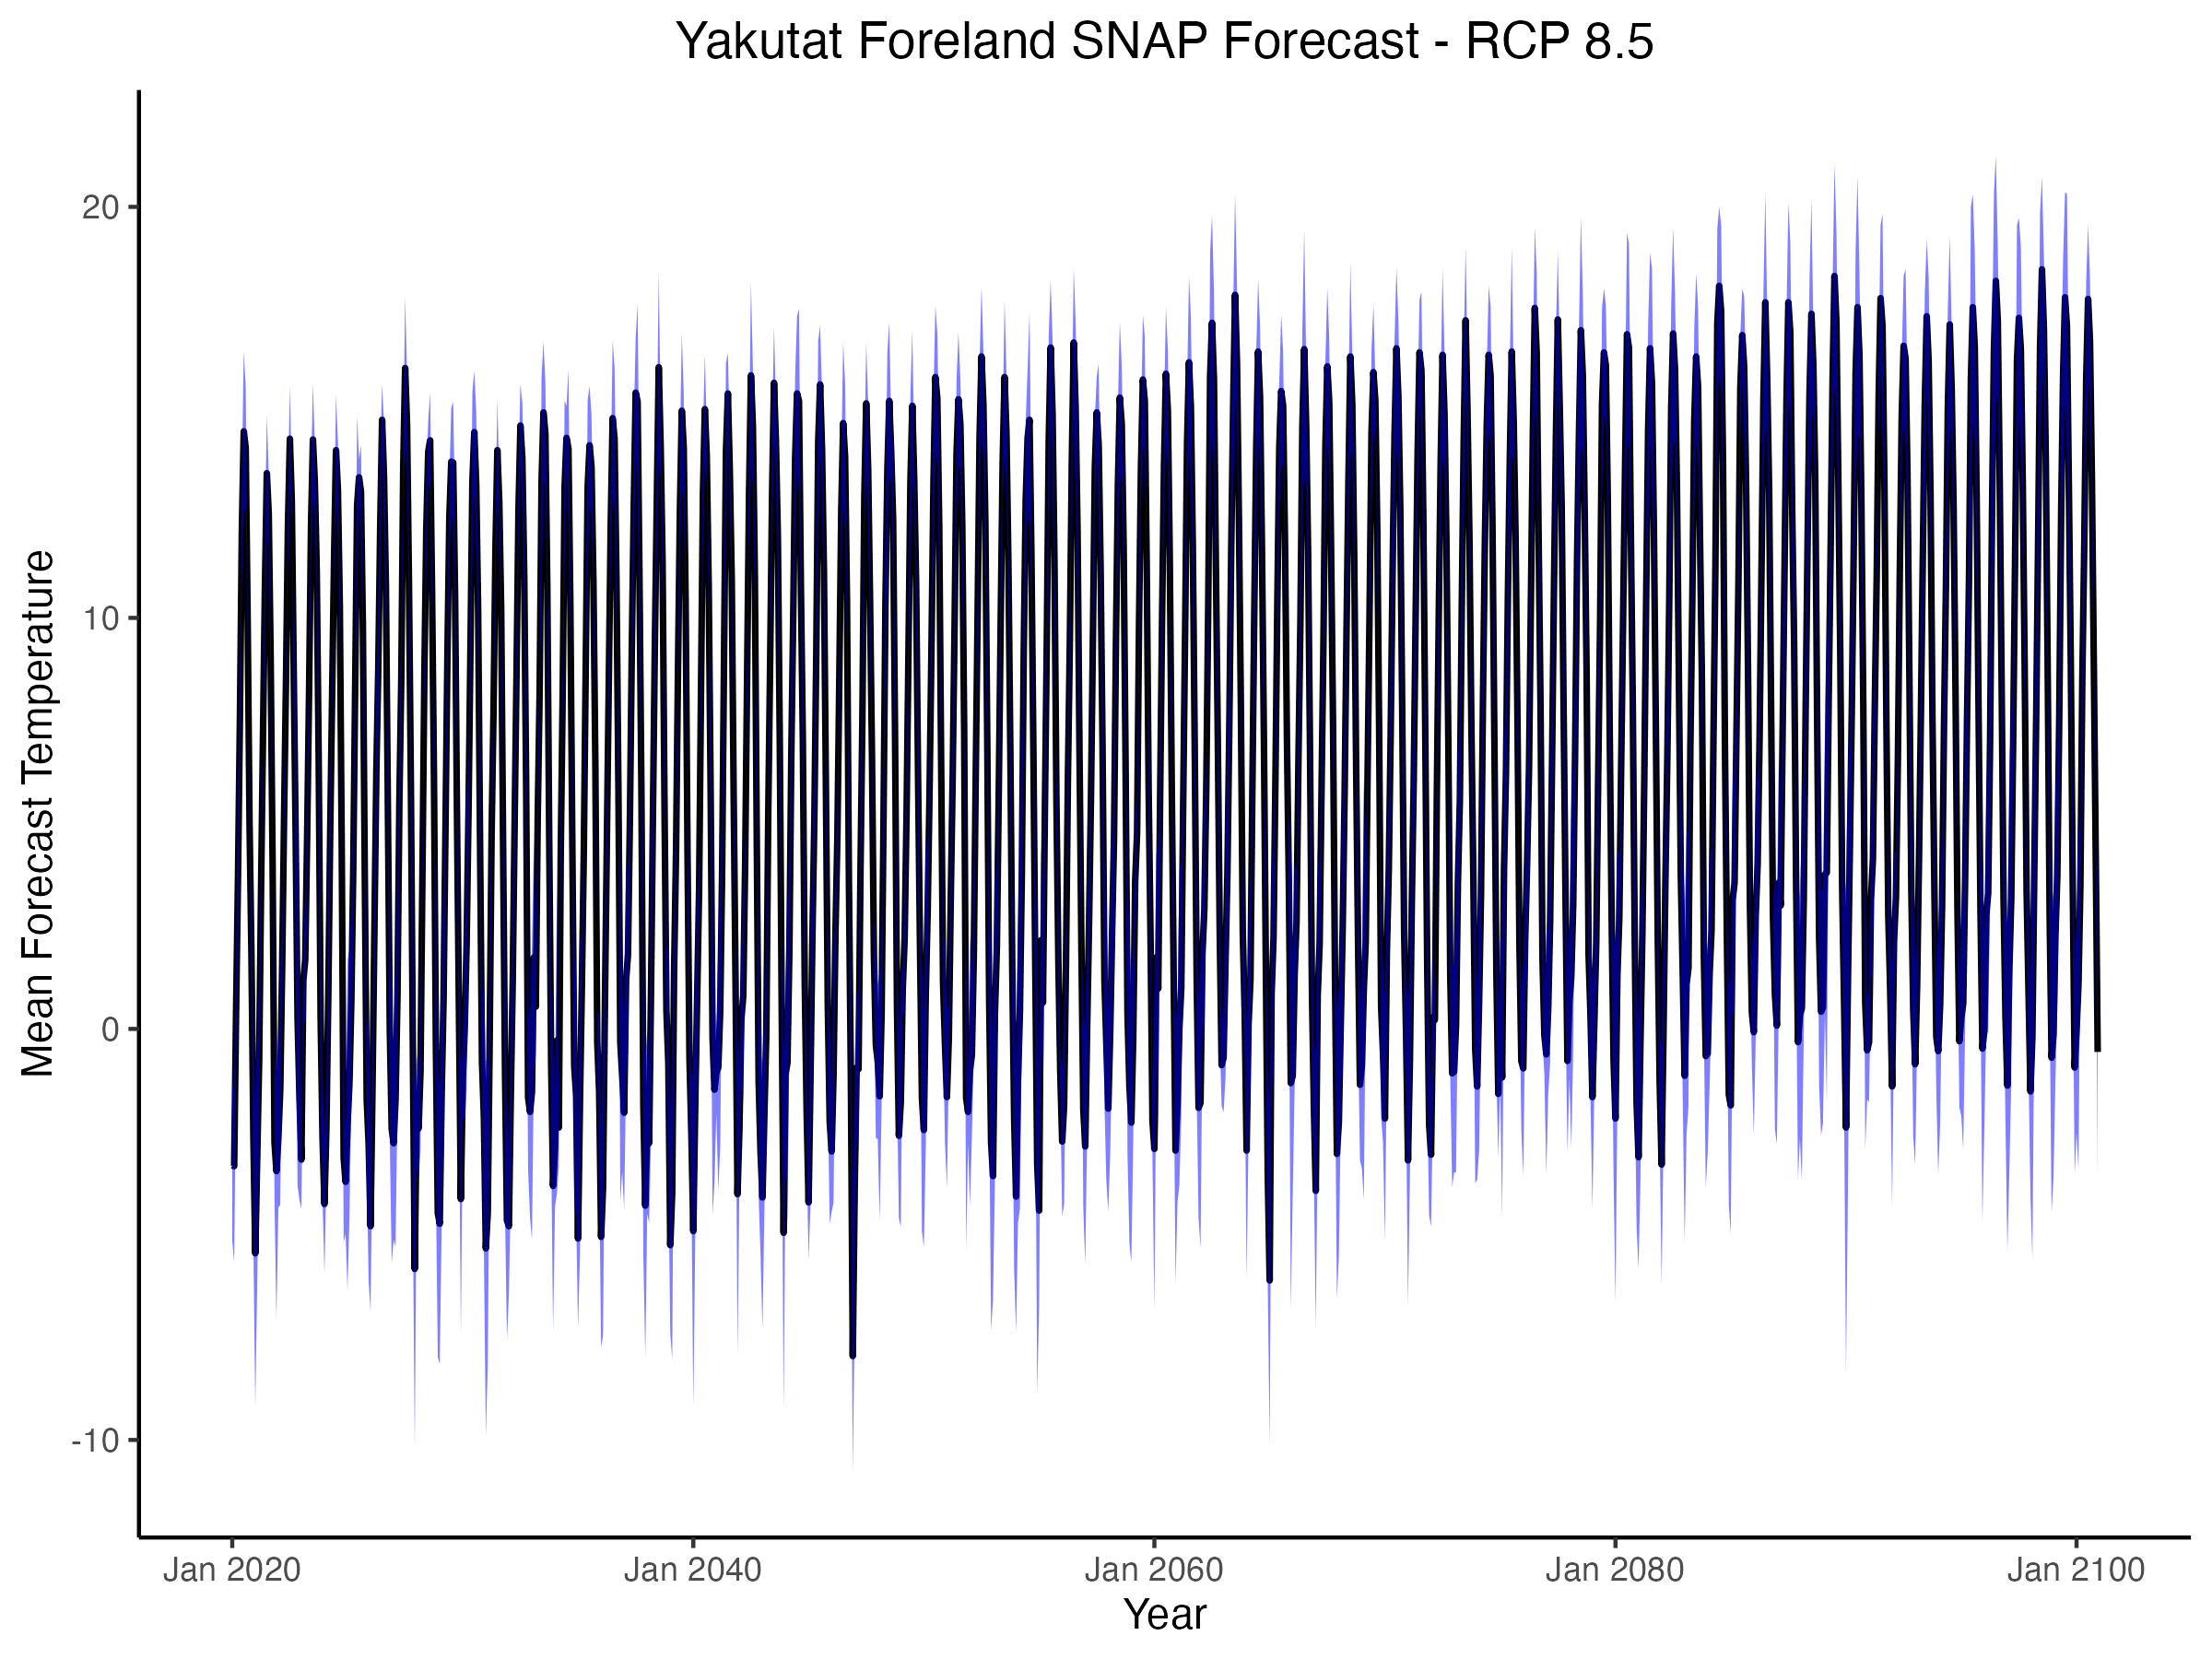 Yakutat Foreland SNAP Forecast - RCP 8.5
Mean Forecast Temperature
20
10
0
-10
Jan 2020
Jan 2040
Jan 2060
Jan 2080
Jan 2100
Year